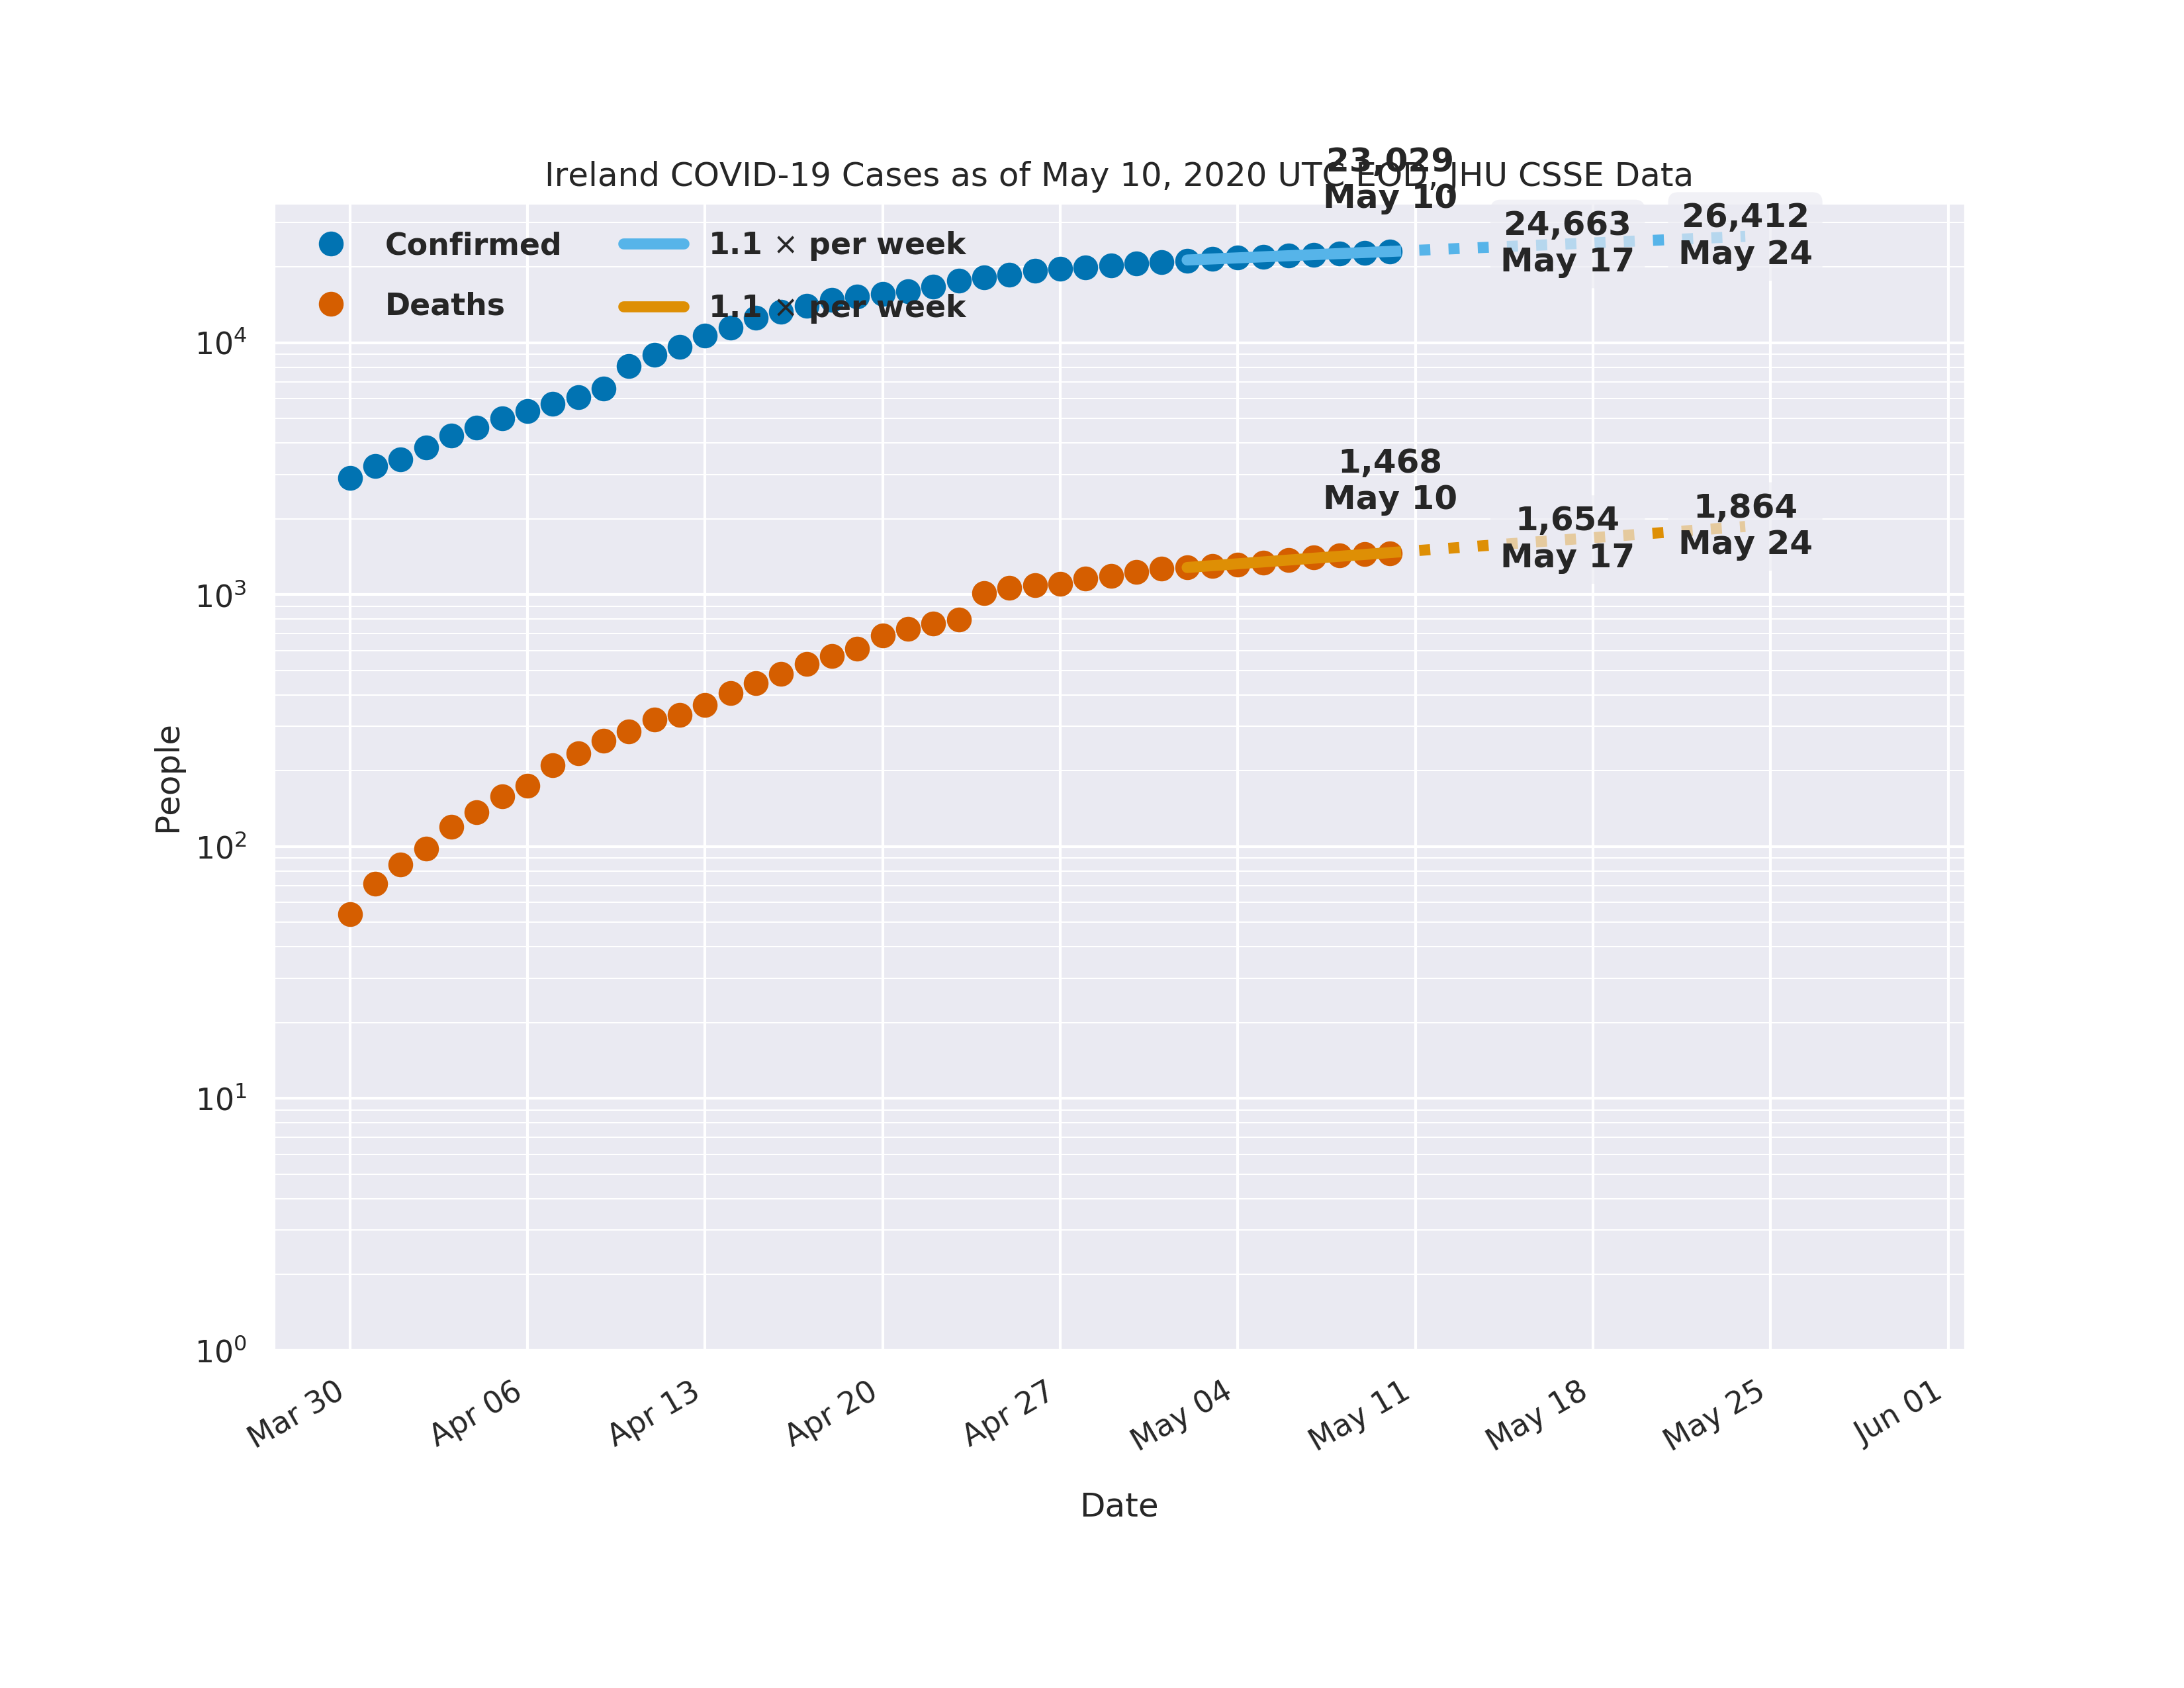 Ireland COVID-19 Cases as of May 10, 2020 UTC EOD, JHU CSSE Data
23,029
May 10
24,663
May 17
26,412
May 24
Confirmed
Deaths
1.1 × per week
1.1 × per week
1,468
May 10
1,654
May 17
1,864
May 24
People
10⁴
10³
10²
10¹
10⁰
Mar 30
Apr 06
Apr 13
Apr 20
Apr 27
May 04
May 11
May 18
May 25
Jun 01
Date